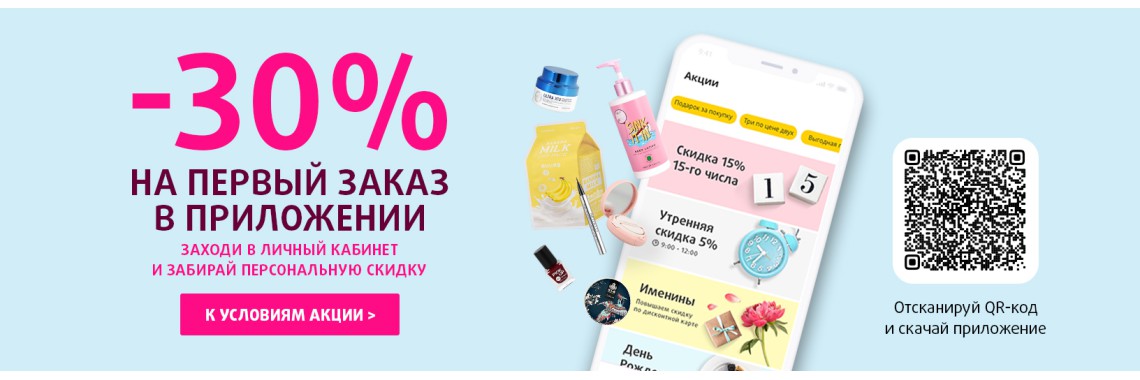 -30%
НА ПЕРВЫЙ ЗАКАЗ
В ПРИЛОЖЕНИИ
ЗАХОДИ В ЛИЧНЫЙ КАБИНЕТ
И ЗАБИРАЙ ПЕРСОНАЛЬНУЮ СКИДКУ
К УСЛОВИЯМ АКЦИИ >
MILK
9:41
Акции
Подарок за покупку
Три по цене двух
Выгодная
Скидка 15%
15-го числа
1 5
Утренняя
скидка 5%
9:00 - 12:00
Именины
Повышаем скидку
по дисконтной карте
День
Отсканируй QR-код
и скачай приложение